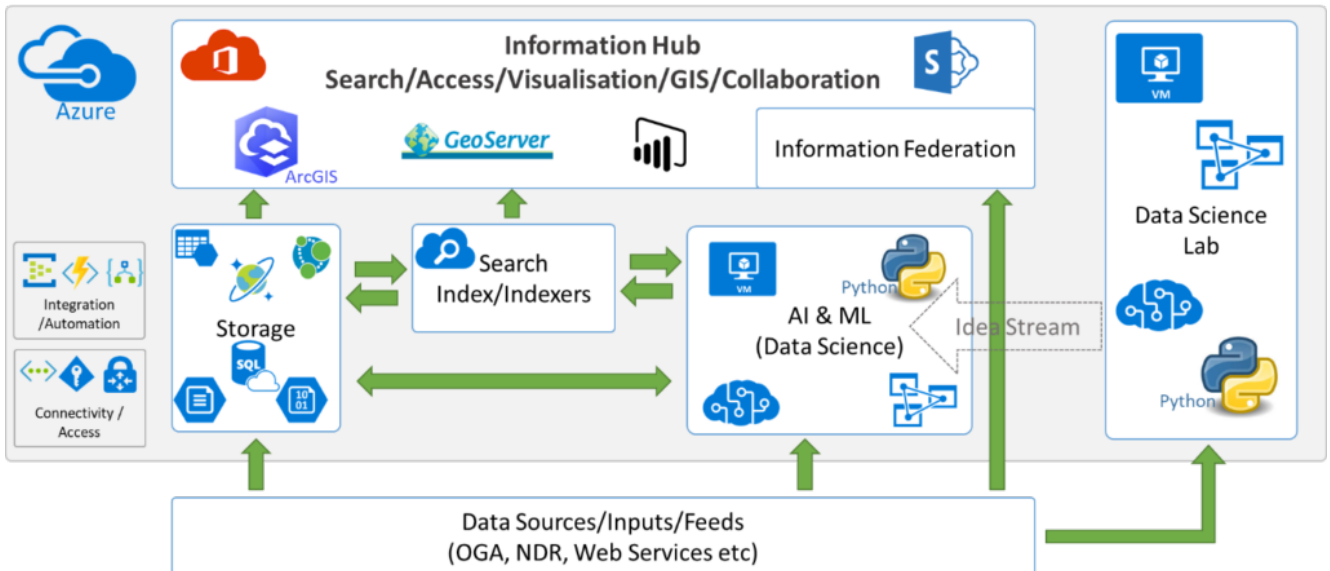 Azure
Information Hub
Search/Access/Visualisation/GIS/Collaboration
S
ArcGIS
GeoServer
Information Federation
VM
Data Science
Lab
Python
Integration
/Automation
Connectivity /
Access
Storage
SQL
10
01
Search
Index/Indexers
VM
Python
AI & ML
(Data Science)
Idea Stream
Data Sources/Inputs/Feeds
(OGA, NDR, Web Services etc)